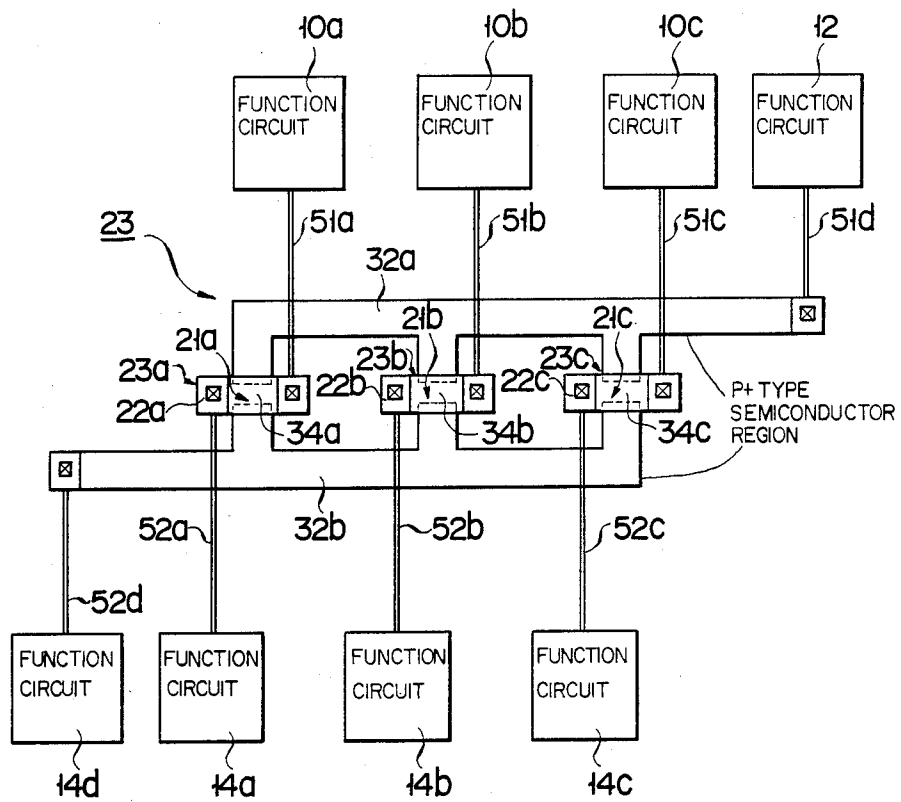 10a
10b
10c
12
FUNCTION
CIRCUIT
FUNCTION
CIRCUIT
FUNCTION
CIRCUIT
FUNCTION
CIRCUIT
23
51a
51b
51c
51d
32a
21a
21b
21c
23a
23b
23c
22a
22b
22c
34a
34b
34c
P+ TYPE
SEMICONDUCTOR
REGION
32b
52a
52b
52c
52d
FUNCTION
CIRCUIT
FUNCTION
CIRCUIT
FUNCTION
CIRCUIT
FUNCTION
CIRCUIT
14d
14a
14b
14c